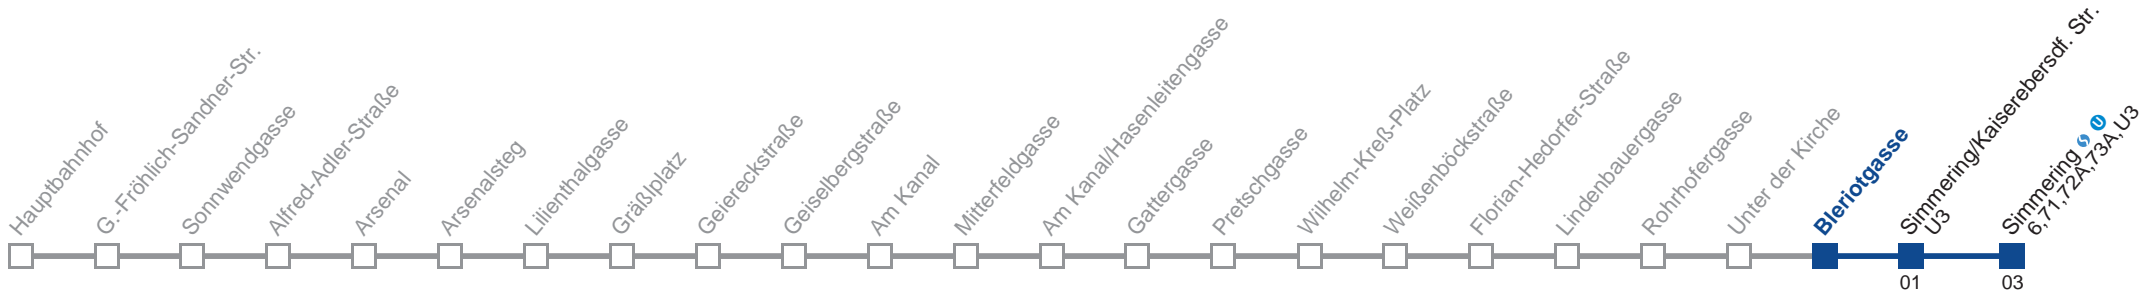 Hauptbahnhof
G.-Fröhlich-Sandner-Str.
Sonnwendgasse
Alfred-Adler-Straße
Arsenal
Arsenalsteg
Lilienthalgasse
Gräßlplatz
Geiereckstraße
Geiselbergstraße
Am Kanal
Mitterfeldgasse
Am Kanal/Hasenleitengasse
Gattergasse
Pretschgasse
Wilhelm-Kreß-Platz
Weißenböckstraße
Florian-Hedorfer-Straße
Lindenbauergasse
Rohrhofergasse
Unter der Kirche
Bleriotgasse
Simmering/Kaiserebersdf. Str.
U3
01
Simmering U
6,71,72A,73A,U3
03